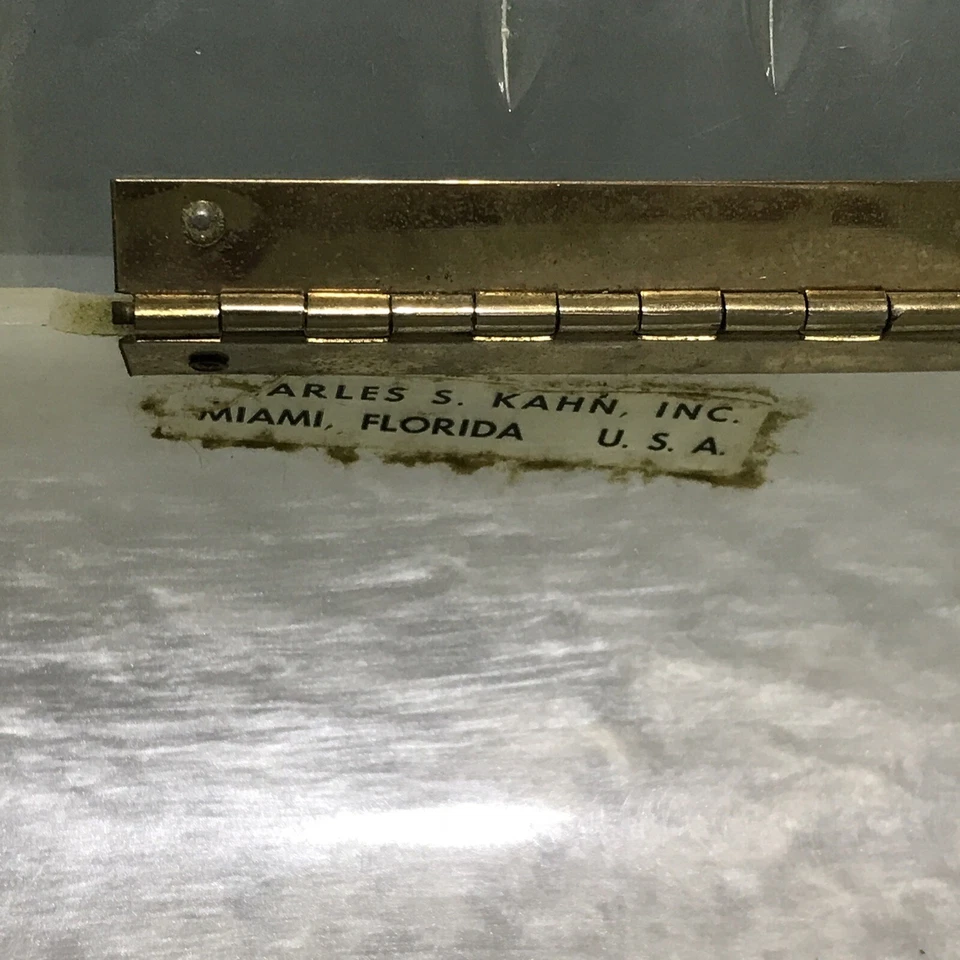 ARLES S. KAHN, INC.
MIAMI, FLORIDA U. S. A.